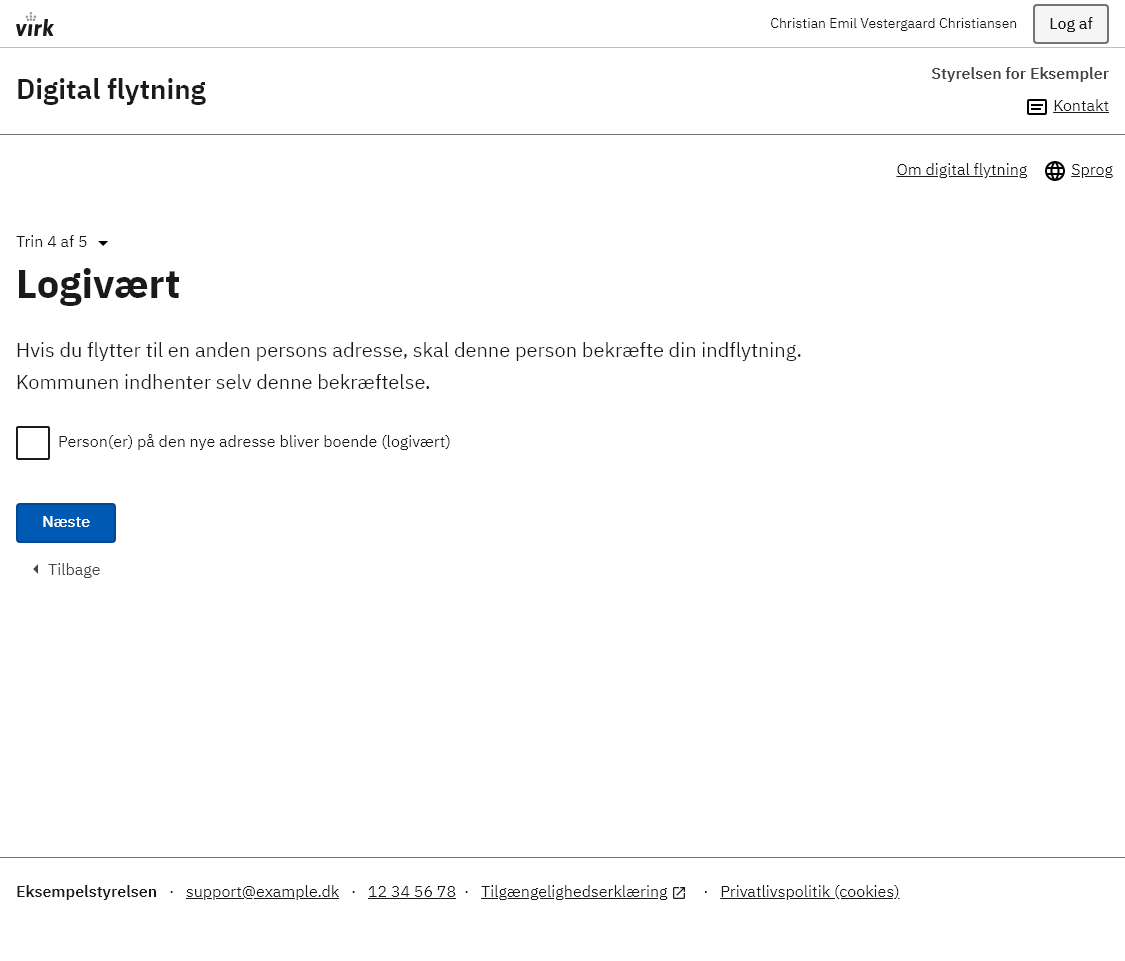 virk
Christian Emil Vestergaard Christiansen
Log af
Digital flytning
Styrelsen for Eksempler
Kontakt
Om digital flytning
Sprog
Trin 4 af 5
Logivært
Hvis du flytter til en anden persons adresse, skal denne person bekræfte din indflytning.
Kommunen indhenter selv denne bekræftelse.
Person(er) på den nye adresse bliver boende (logivært)
Næste
Tilbage
Eksempelstyrelsen · support@example.dk · 12 34 56 78 · Tilgængelighedserklæring · Privatlivspolitik (cookies)